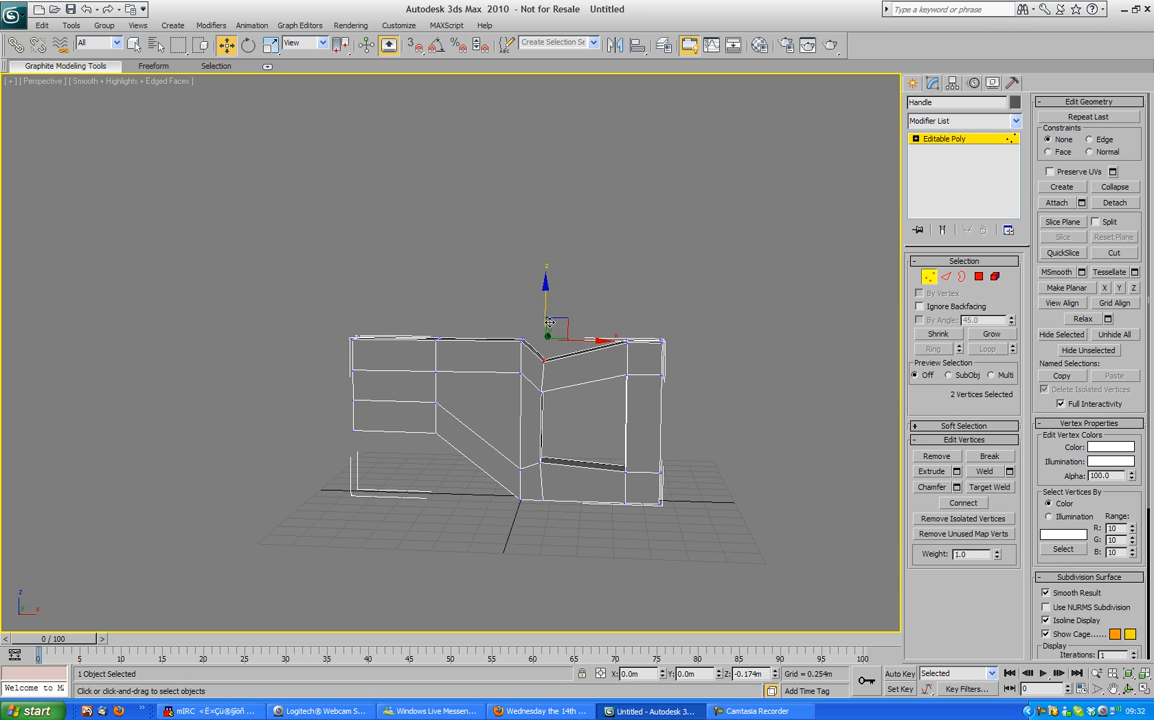 Autodesk 3ds Max 2010 - Not for Resale Untitled
Type a keyword or phrase
Edit Tools Group Views Create Modifiers Animation Graph Editors Rendering Customize MAXScript Help
All View Create Selection Se
Graphite Modeling Tools Freeform Selection
[ + ] [ Perspective ] [ Smooth + Highlights + Edged Faces ]
Handle
Modifier List
Editable Poly
Selection
By Vertex
Ignore Backfacing
By Angle: 45.0
Shrink Grow
Ring Loop
Preview Selection
Off SubObj Multi
2 Vertices Selected
Soft Selection
Edit Vertices
Remove Break
Extrude Weld
Chamfer Target Weld
Connect
Remove Isolated Vertices
Remove Unused Map Verts
Weight: 1.0
Edit Geometry
Repeat Last
Constraints
None Edge
Face Normal
Preserve UVs
Create Collapse
Attach Detach
Slice Plane Split
Slice Reset Plane
QuickSlice Cut
MSmooth Tessellate
Make Planar X Y Z
View Align Grid Align
Relax
Hide Selected Unhide All
Hide Unselected
Named Selections:
Copy Paste
Delete Isolated Vertices
Full Interactivity
Vertex Properties
Edit Vertex Colors
Color:
Illumination:
Alpha: 100.0
Select Vertices By
Color
Illumination Range:
R: 10
G: 10
B: 10
Select
Subdivision Surface
Smooth Result
Use NURMS Subdivision
Isoline Display
Show Cage......
Display
Iterations: 1
z
x
z
y x
0 / 100
0 5 10 15 20 25 30 35 40 45 50 55 60 65 70 75 80 85 90 95 100
1 Object Selected X: 0.0m Y: 0.0m Z: -0.174m Grid = 0.254m Auto Key Selected
Welcome to M Click or click-and-drag to select objects Add Time Tag Set Key Key Filters... 0
start Logitech® Webcam S... Windows Live Messen... Wednesday the 14th ... Untitled - Autodesk 3... Camtasia Recorder 09:32